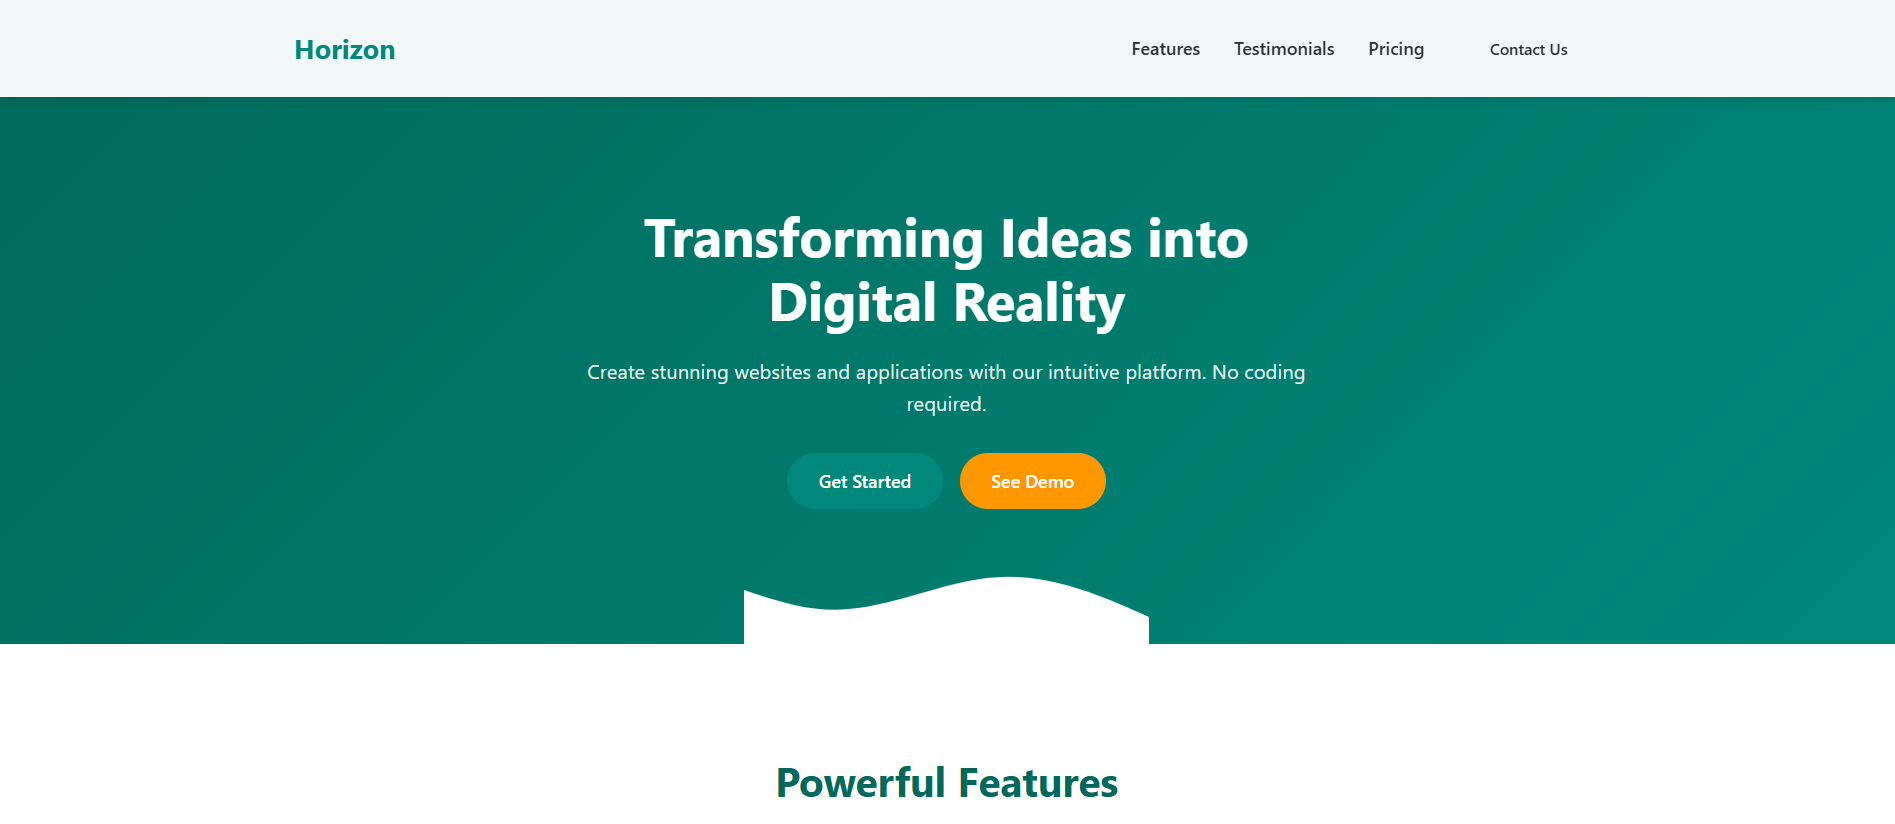 Horizon
Features
Testimonials
Pricing
Contact Us
Transforming Ideas into
Digital Reality
Create stunning websites and applications with our intuitive platform. No coding
required.
Get Started
See Demo
Powerful Features